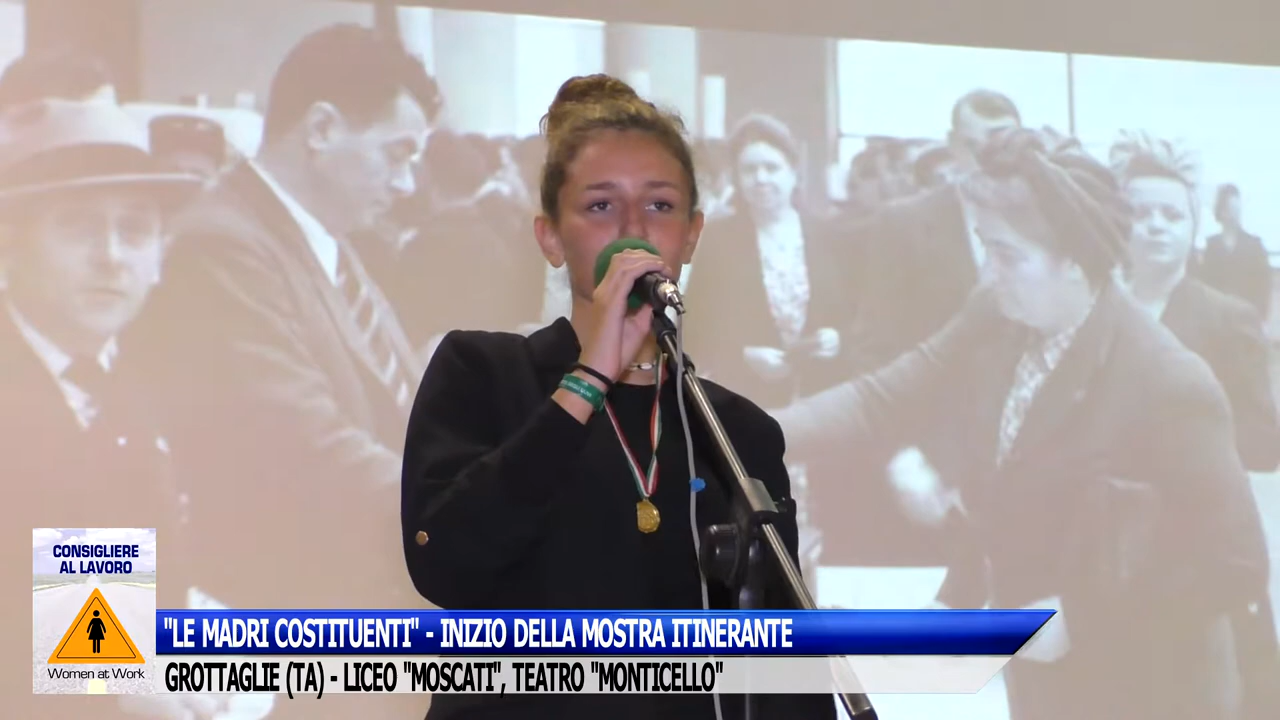 CONSIGLIERE
AL LAVORO
Women at Work
"LE MADRI COSTITUENTI" - INIZIO DELLA MOSTRA ITINERANTE
GROTTAGLIE (TA) - LICEO "MOSCATI", TEATRO "MONTICELLO"